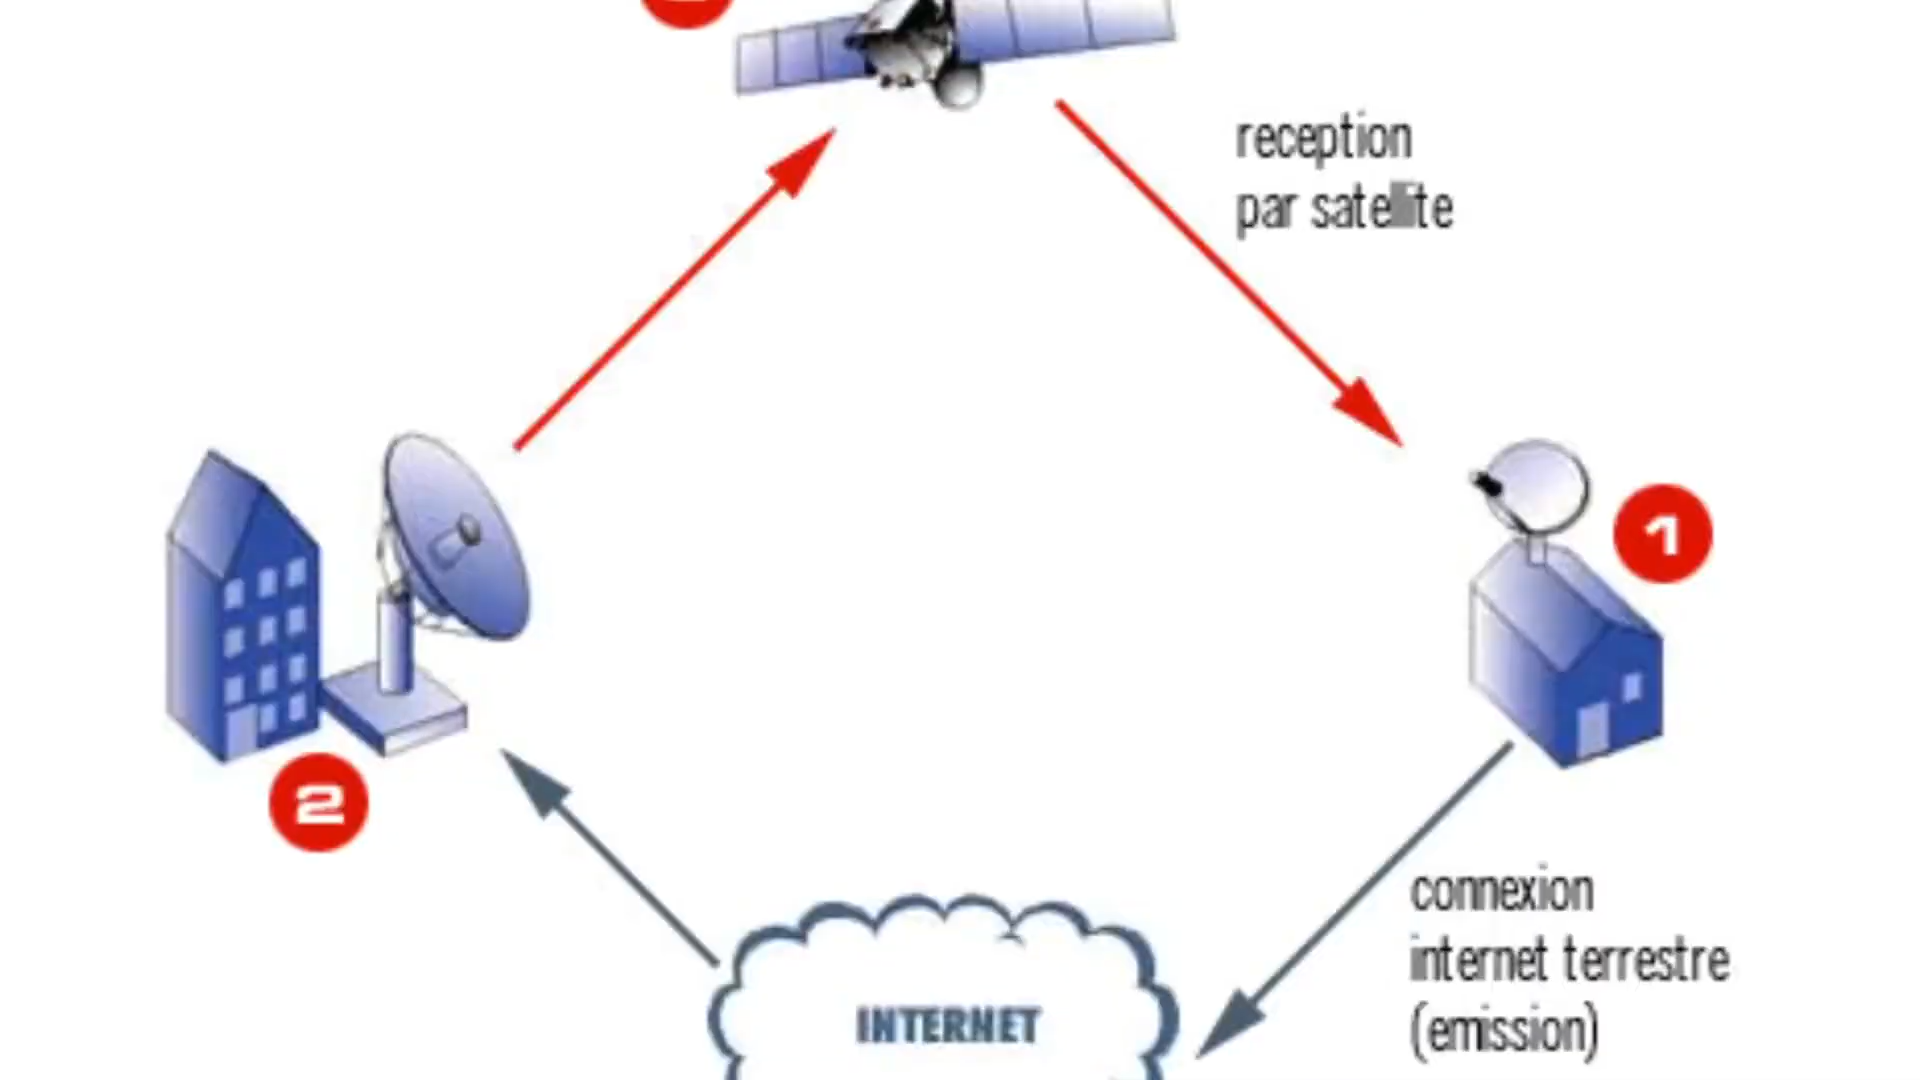 reception
par satellite
1
2
connexion
internet terrestre
(emission)
INTERNET